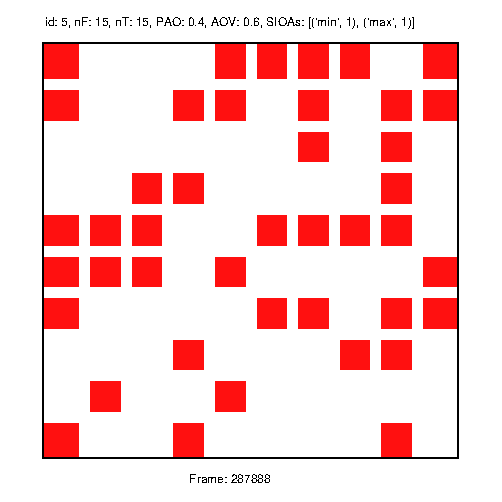 id: 5, nF: 15, nT: 15, PAO: 0.4, AOV: 0.6, SIOAs: [('min', 1), ('max', 1)]
Frame: 287888